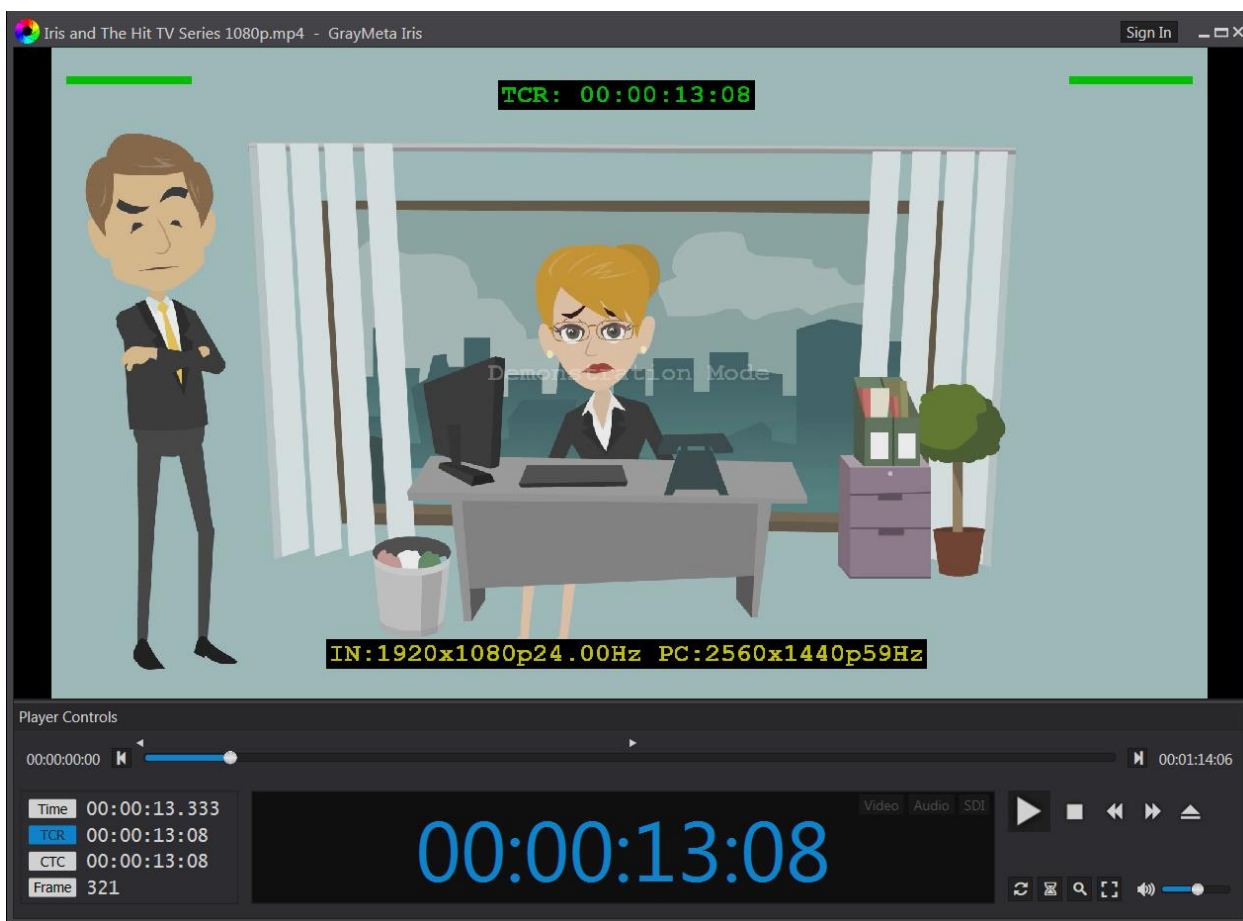 Iris and The Hit TV Series 1080p.mp4 - GrayMeta Iris
Sign In
TCR: 00:00:13:08
Demonstration Mode
IN:1920x1080p24.00Hz PC:2560x1440p59Hz
Player Controls
00:00:00:00
00:01:14:06
Time 00:00:13.333
TCR 00:00:13:08
CTC 00:00:13:08
Frame 321
Video Audio SDI
00:00:13:08